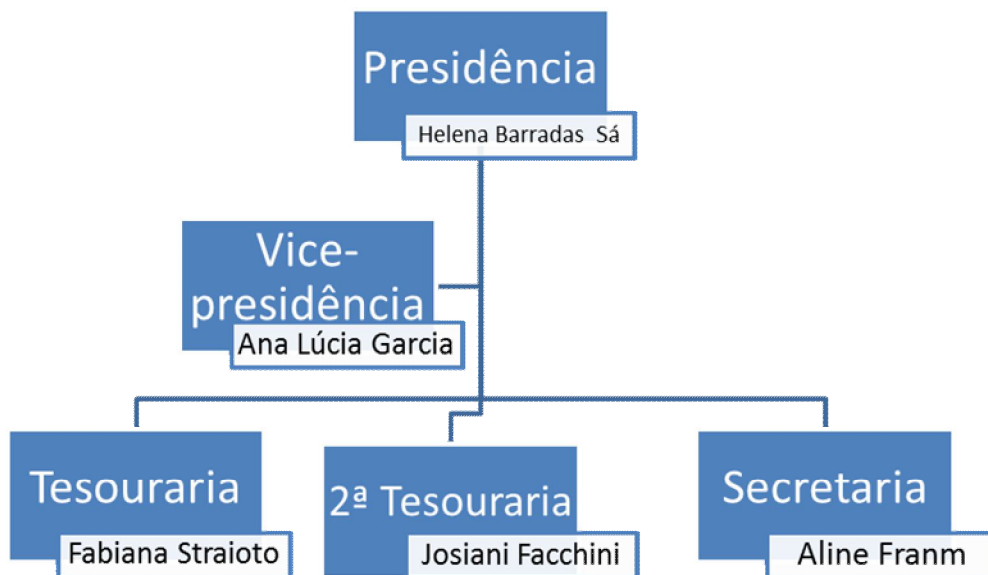 Presidência
Helena Barradas Sá
Vice-
presidência
Ana Lúcia Garcia
Tesouraria
Fabiana Straioto
2ª Tesouraria
Josiani Facchini
Secretaria
Aline Franm